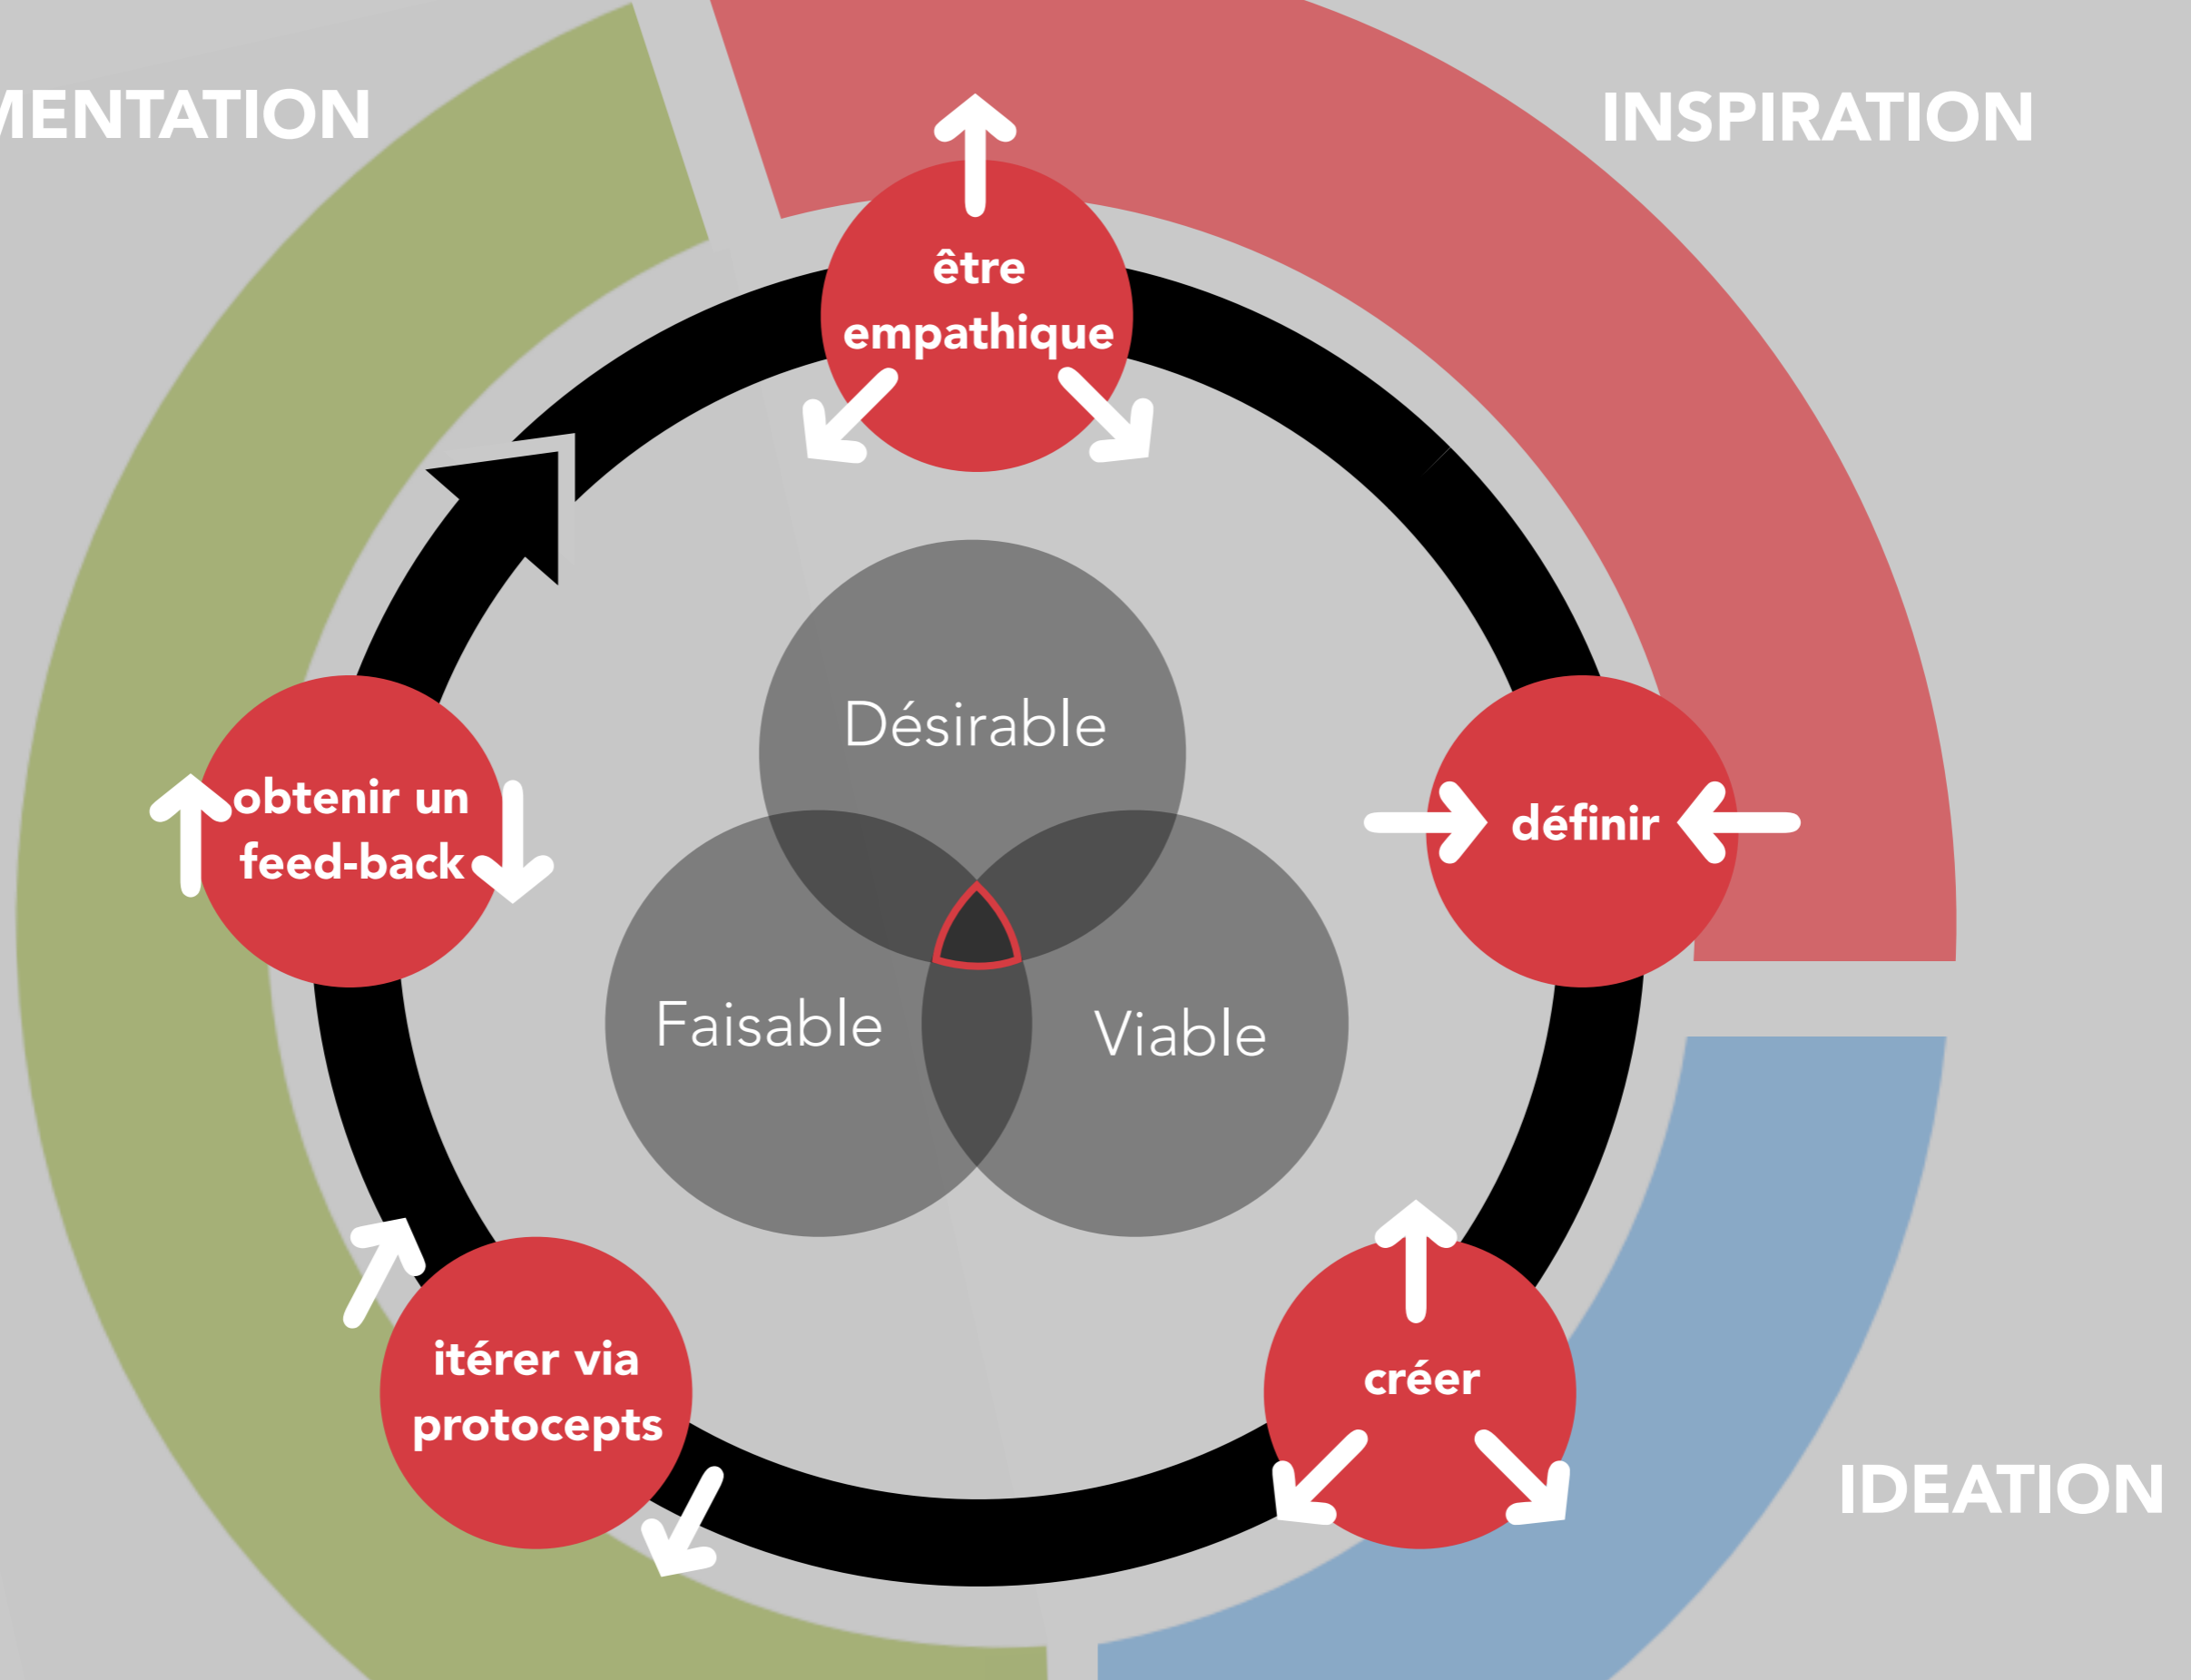 MENTATION
INSPIRATION
être
empathique
Désirable
obtenir un
feed-back
définir
Faisable
Viable
itérer via
protocepts
créer
IDEATION